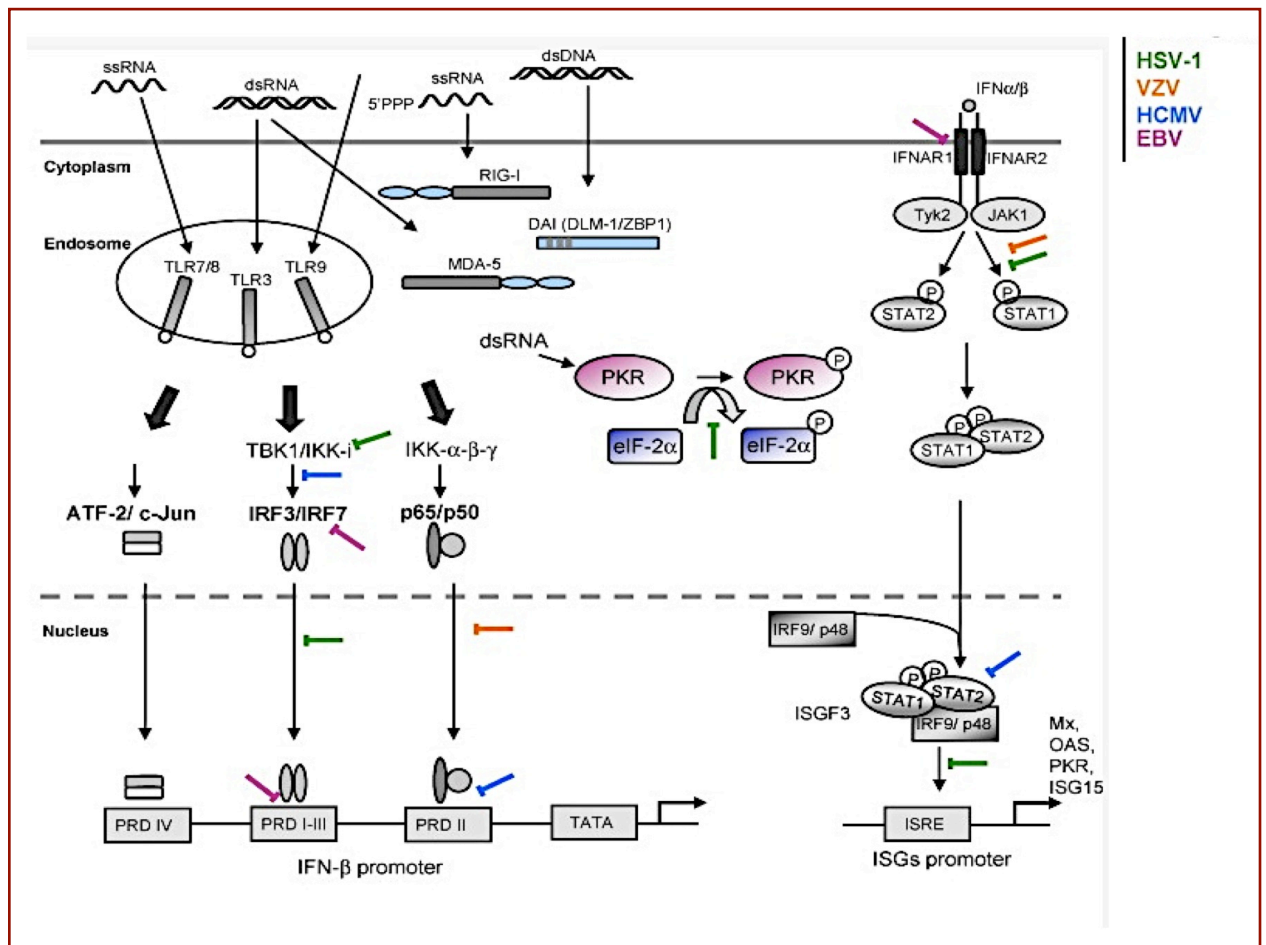 ssRNA
dsRNA
ssRNA
5'PPP
dsDNA
IFNα/β
HSV-1
VZV
HCMV
EBV
Cytoplasm
IFNAR1
IFNAR2
RIG-I
Tyk2
JAK1
DAI (DLM-1/ZBP1)
Endosome
TLR7/8
TLR3
TLR9
MDA-5
P
P
STAT2
STAT1
dsRNA
PKR
PKR
P
eIF-2α
eIF-2α
P
P
P
STAT1
STAT2
TBK1/IKK-i
IKK-α-β-γ
ATF-2/ c-Jun
IRF3/IRF7
p65/p50
Nucleus
IRF9/ p48
P
P
STAT1
STAT2
ISGF3
IRF9/ p48
Mx,
OAS,
PKR,
ISG15
PRD IV
PRD I-III
PRD II
TATA
ISRE
IFN-β promoter
ISGs promoter